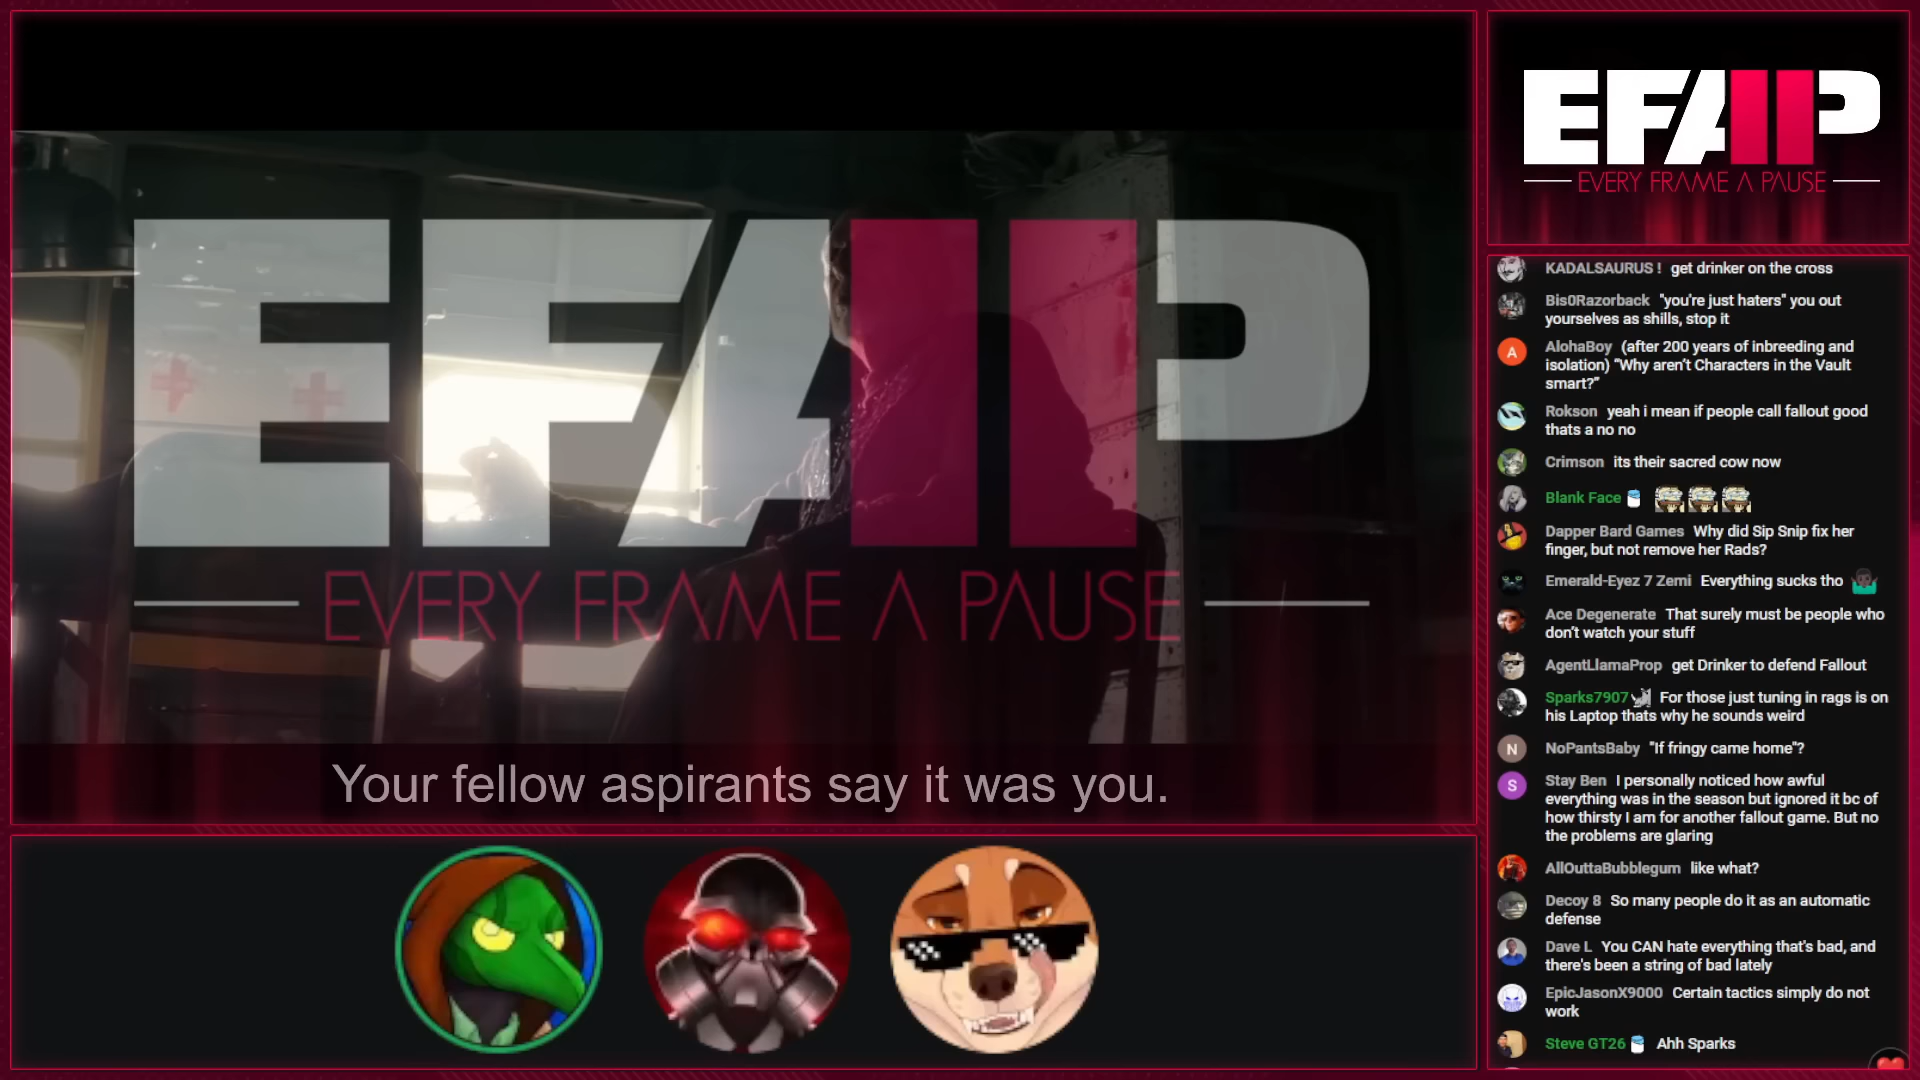 EFAP
EVERY FRAME A PAUSE
Your fellow aspirants say it was you.
EFAP
EVERY FRAME A PAUSE
KADALSAURUS ! get drinker on the cross
Bis0Razorback "you're just haters" you out
yourselves as shills, stop it
A
AlohaBoy (after 200 years of inbreeding and
isolation) “Why aren’t Characters in the Vault
smart?”
Rokson yeah i mean if people call fallout good
thats a no no
Crimson its their sacred cow now
Blank Face
Dapper Bard Games Why did Sip Snip fix her
finger, but not remove her Rads?
Emerald-Eyez 7 Zemi Everything sucks tho
Ace Degenerate That surely must be people who
don’t watch your stuff
AgentLlamaProp get Drinker to defend Fallout
Sparks7907 For those just tuning in rags is on
his Laptop thats why he sounds weird
N
NoPantsBaby "If fringy came home"?
S
Stay Ben I personally noticed how awful
everything was in the season but ignored it bc of
how thirsty I am for another fallout game. But no
the problems are glaring
AllOuttaBubblegum like what?
Decoy 8 So many people do it as an automatic
defense
Dave L You CAN hate everything that's bad, and
there's been a string of bad lately
EpicJasonX9000 Certain tactics simply do not
work
Steve GT26 Ahh Sparks